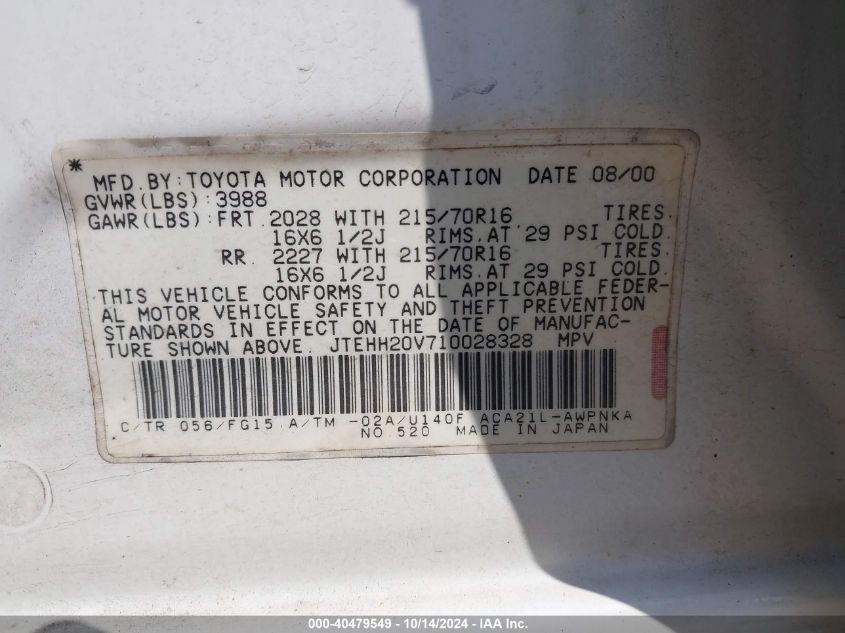 *
MFD.BY:TOYOTA MOTOR CORPORATION DATE 08/00
GVWR(LBS):3988
GAWR(LBS):FRT 2028 WITH 215/70R16 TIRES.
16X6 1/2J RIMS.AT 29 PSI COLD.
RR. 2227 WITH 215/70R16 TIRES.
16X6 1/2J RIMS.AT 29 PSI COLD.
THIS VEHICLE CONFORMS TO ALL APPLICABLE FEDER-
AL MOTOR VEHICLE SAFETY AND THEFT PREVENTION
STANDARDS IN EFFECT ON THE DATE OF MANUFAC-
TURE SHOWN ABOVE. JTEHH20V710028328 MPV
C/TR 056/FG15 A/TM -02A/U140F ACA21L-AWPNKA
NO.520 MADE IN JAPAN
000-40479549 - 10/14/2024 - IAA Inc.